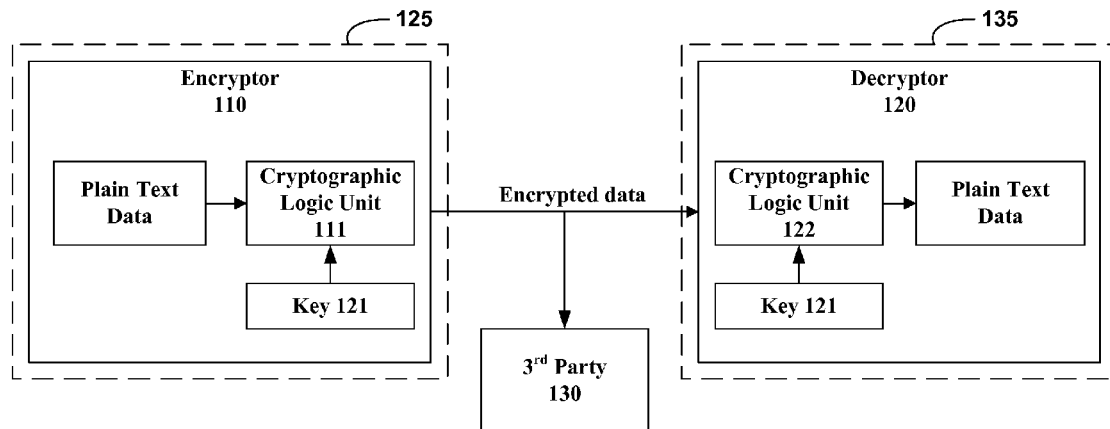 125
135
Encryptor
110
Plain Text
Data
Cryptographic
Logic Unit
111
Key 121
Encrypted data
3rd Party
130
Decryptor
120
Cryptographic
Logic Unit
122
Plain Text
Data
Key 121